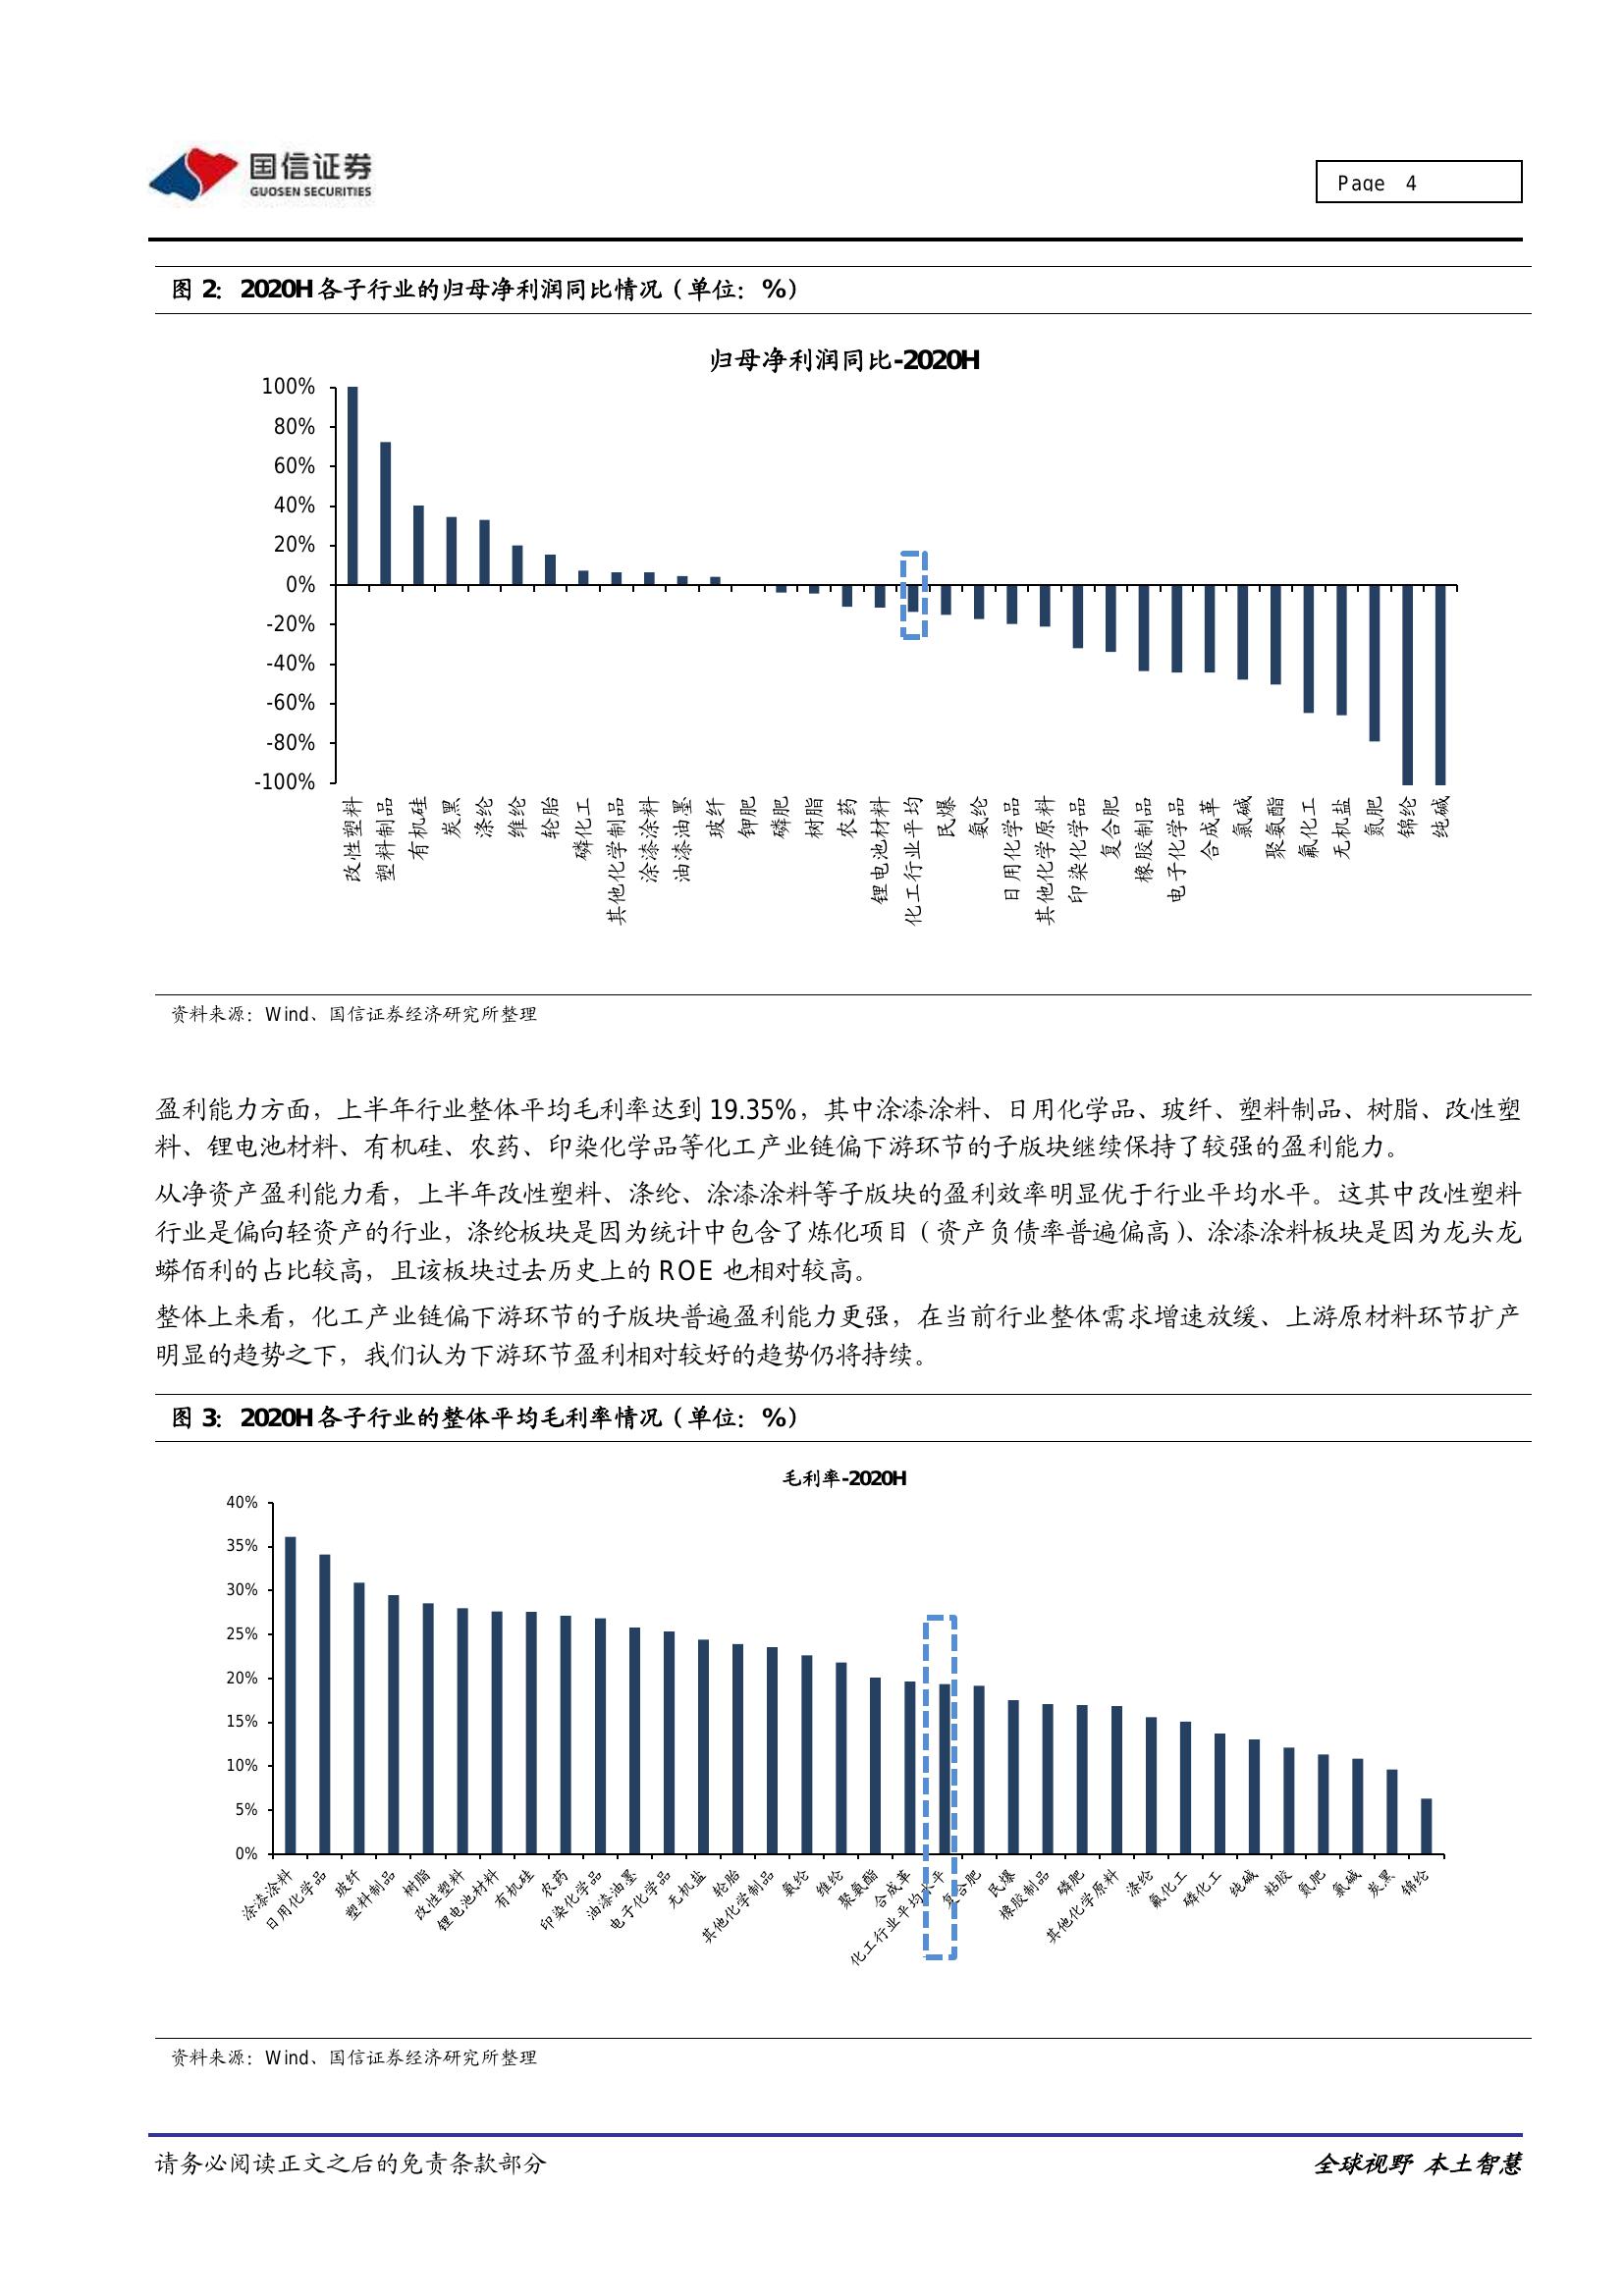 国信证券
GUOSEN SECURITIES
Page 4
图 2: 2020H 各子行业的归母净利润同比情况（单位：%）
归母净利润同比-2020H
100%
80%
60%
40%
20%
0%
-20%
-40%
-60%
-80%
-100%
改性塑料
塑料制品
有机硅
炭黑
涤纶
维纶
轮胎
磷化工
其他化学制品
涂漆涂料
油漆油墨
玻纤
钾肥
磷肥
树脂
农药
锂电池材料
化工行业平均
民爆
氨纶
日用化学品
其他化学原料
印染化学品
复合肥
橡胶制品
电子化学品
合成革
氯碱
聚氨酯
氟化工
无机盐
氮肥
锦纶
纯碱
资料来源：Wind、国信证券经济研究所整理
盈利能力方面，上半年行业整体平均毛利率达到 19.35%，其中涂漆涂料、日用化学品、玻纤、塑料制品、树脂、改性塑
料、锂电池材料、有机硅、农药、印染化学品等化工产业链偏下游环节的子版块继续保持了较强的盈利能力。
从净资产盈利能力看，上半年改性塑料、涤纶、涂漆涂料等子版块的盈利效率明显优于行业平均水平。这其中改性塑料
行业是偏向轻资产的行业，涤纶板块是因为统计中包含了炼化项目（资产负债率普遍偏高）、涂漆涂料板块是因为龙头龙
蟒佰利的占比较高，且该板块过去历史上的 ROE 也相对较高。
整体上来看，化工产业链偏下游环节的子版块普遍盈利能力更强，在当前行业整体需求增速放缓、上游原材料环节扩产
明显的趋势之下，我们认为下游环节盈利相对较好的趋势仍将持续。
图 3: 2020H 各子行业的整体平均毛利率情况（单位：%）
毛利率-2020H
40%
35%
30%
25%
20%
15%
10%
5%
0%
涂漆涂料
日用化学品
玻纤
塑料制品
树脂
改性塑料
锂电池材料
有机硅
农药
印染化学品
油漆油墨
电子化学品
无机盐
轮胎
其他化学制品
氨纶
维纶
聚氨酯
合成革
化工行业平均水平
复合肥
民爆
橡胶制品
磷肥
其他化学原料
涤纶
氟化工
磷化工
纯碱
粘胶
氮肥
氯碱
炭黑
锦纶
资料来源：Wind、国信证券经济研究所整理
请务必阅读正文之后的免责条款部分
全球视野 本土智慧